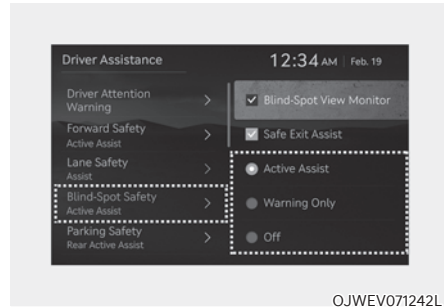 Driver Assistance
12:34 AM | Feb. 19
Driver Attention
Warning
Forward Safety
Active Assist
Lane Safety
Assist
Blind-Spot Safety
Active Assist
Parking Safety
Rear Active Assist
Blind-Spot View Monitor
Safe Exit Assist
Active Assist
Warning Only
Off
OJWEV071242L